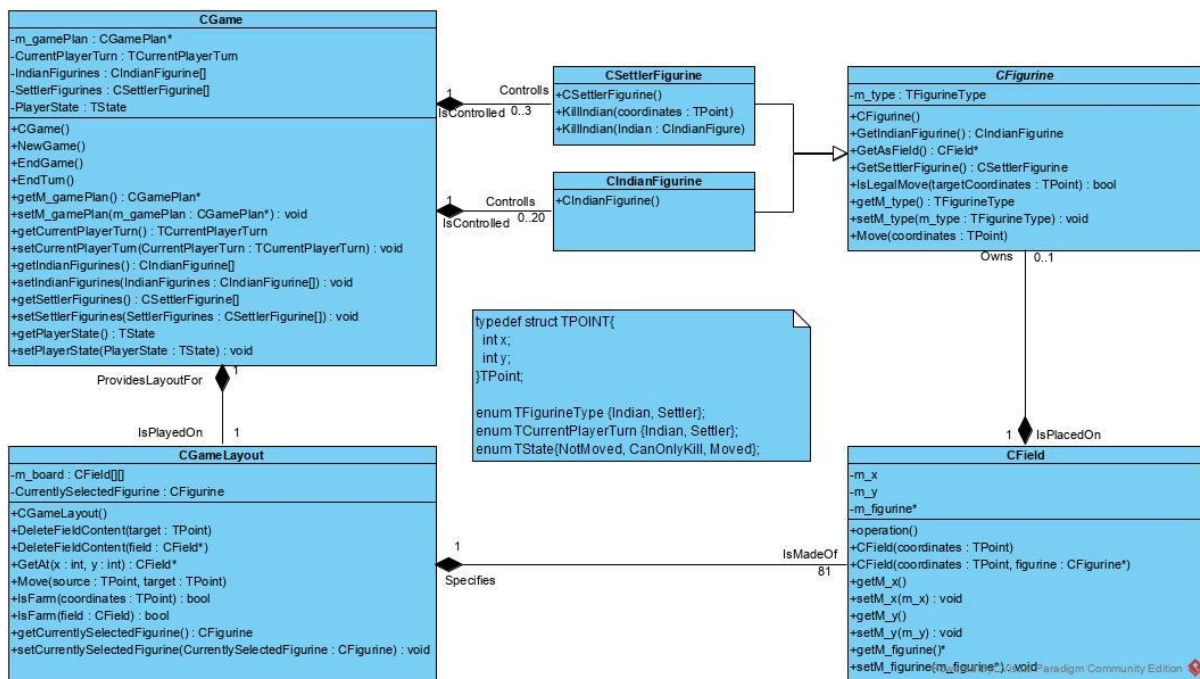 CGame
-m_gamePlan : CGamePlan*
-CurrentPlayerTurn : TCurrentPlayerTurn
-IndianFigurines : CIndianFigurine[]
-SettlerFigurines : CSettlerFigurine[]
-PlayerState : TState
+CGame()
+NewGame()
+EndGame()
+EndTurn()
+getM_gamePlan() : CGamePlan*
+setM_gamePlan(m_gamePlan : CGamePlan*) : void
+getCurrentPlayerTurn() : TCurrentPlayerTurn
+setCurrentPlayerTurn(CurrentPlayerTurn : TCurrentPlayerTurn) : void
+getIndianFigurines() : CIndianFigurine[]
+setIndianFigurines(IndianFigurines : CIndianFigurine[]) : void
+getSettlerFigurines() : CSettlerFigurine[]
+setSettlerFigurines(SettlerFigurines : CSettlerFigurine[]) : void
+getPlayerState() : TState
+setPlayerState(PlayerState : TState) : void
1
Controlls
IsControlled
0..3
1
Controlls
IsControlled
0..20
CSettlerFigurine
+CSettlerFigurine()
+KillIndian(coordinates : TPoint)
+KillIndian(Indian : CIndianFigure)
CIndianFigurine
+CIndianFigurine()
CFigurine
-m_type : TFigurineType
+CFigurine()
+GetIndianFigurine() : CIndianFigurine
+GetAsField() : CField*
+GetSettlerFigurine() : CSettlerFigurine
+IsLegalMove(targetCoordinates : TPoint) : bool
+getM_type() : TFigurineType
+setM_type(m_type : TFigurineType) : void
+Move(coordinates : TPoint)
Owns
0..1
typedef struct TPOINT{
int x;
int y;
}TPoint;
enum TFigurineType {Indian, Settler};
enum TCurrentPlayerTurn {Indian, Settler};
enum TState{NotMoved, CanOnlyKill, Moved};
1
ProvidesLayoutFor
IsPlayedOn
1
1
IsPlacedOn
CGameLayout
-m_board : CField[][]
-CurrentlySelectedFigurine : CFigurine
+CGameLayout()
+DeleteFieldContent(target : TPoint)
+DeleteFieldContent(field : CField*)
+GetAt(x : int, y : int) : CField*
+Move(source : TPoint, target : TPoint)
+IsFarm(coordinates : TPoint) : bool
+IsFarm(field : CField) : bool
+getCurrentlySelectedFigurine() : CFigurine
+setCurrentlySelectedFigurine(CurrentlySelectedFigurine : CFigurine) : void
1
Specifies
IsMadeOf
81
CField
-m_x
-m_y
-m_figurine*
+operation()
+CField(coordinates : TPoint)
+CField(coordinates : TPoint, figurine : CFigurine*)
+getM_x()
+setM_x(m_x) : void
+getM_y()
+setM_y(m_y) : void
+getM_figurine()*
+setM_figurine(m_figurine*) : void
Visual Paradigm Community Edition